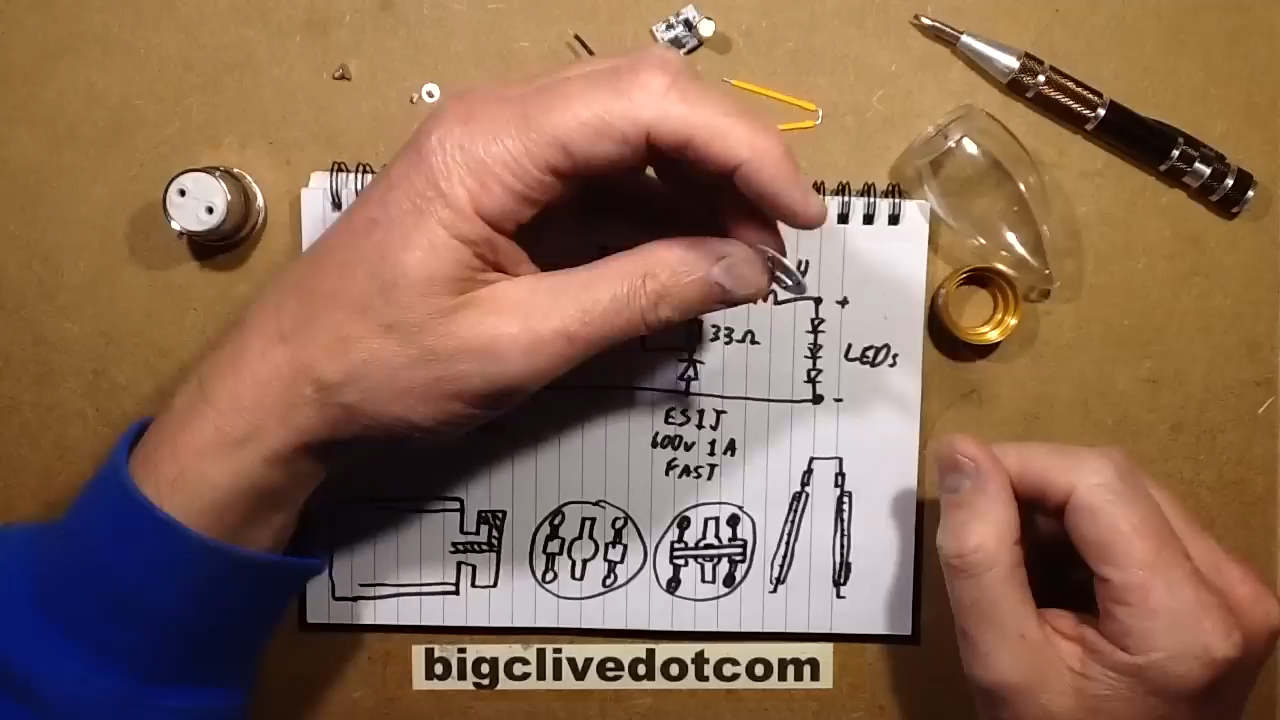 +
33Ω
LEDs
-
ES1J
600v 1A
FAST
bigclivedotcom